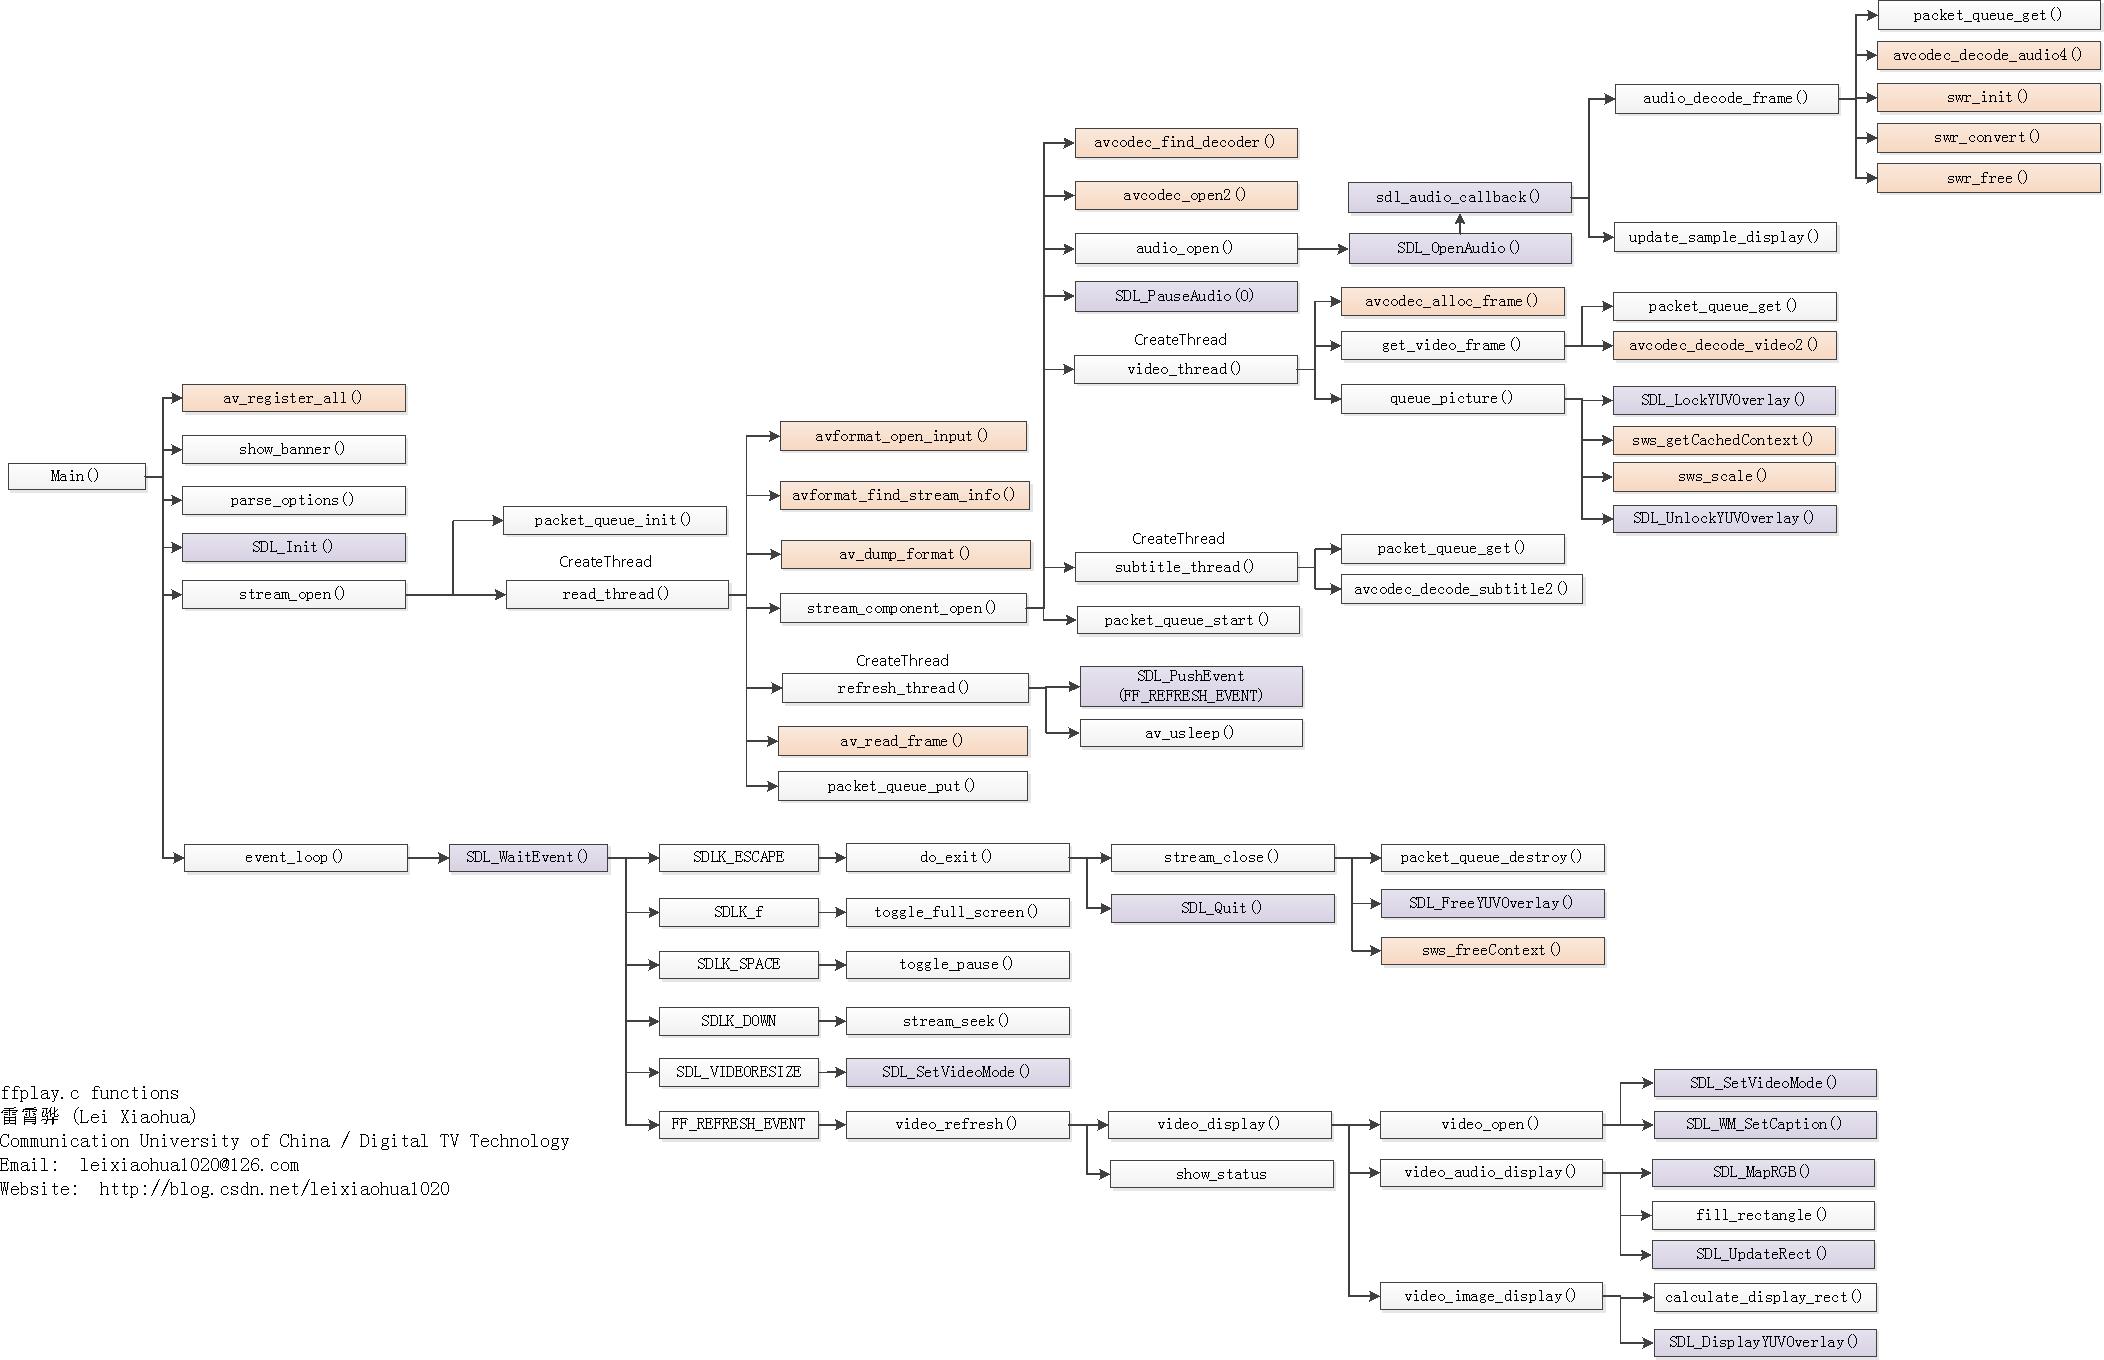 Main()
av_register_all()
show_banner()
parse_options()
SDL_Init()
stream_open()
packet_queue_init()
CreateThread
read_thread()
avformat_open_input()
avformat_find_stream_info()
av_dump_format()
stream_component_open()
avcodec_find_decoder()
avcodec_open2()
audio_open()
SDL_OpenAudio()
sdl_audio_callback()
audio_decode_frame()
packet_queue_get()
avcodec_decode_audio4()
swr_init()
swr_convert()
swr_free()
update_sample_display()
SDL_PauseAudio(0)
CreateThread
video_thread()
avcodec_alloc_frame()
get_video_frame()
packet_queue_get()
avcodec_decode_video2()
queue_picture()
SDL_LockYUVOverlay()
sws_getCachedContext()
sws_scale()
SDL_UnlockYUVOverlay()
CreateThread
subtitle_thread()
packet_queue_get()
avcodec_decode_subtitle2()
packet_queue_start()
CreateThread
refresh_thread()
SDL_PushEvent
(FF_REFRESH_EVENT)
av_usleep()
av_read_frame()
packet_queue_put()
event_loop()
SDL_WaitEvent()
SDLK_ESCAPE
do_exit()
stream_close()
packet_queue_destroy()
SDL_FreeYUVOverlay()
sws_freeContext()
SDL_Quit()
SDLK_f
toggle_full_screen()
SDLK_SPACE
toggle_pause()
SDLK_DOWN
stream_seek()
SDL_VIDEORESIZE
SDL_SetVideoMode()
FF_REFRESH_EVENT
video_refresh()
video_display()
video_open()
SDL_SetVideoMode()
SDL_WM_SetCaption()
video_audio_display()
SDL_MapRGB()
fill_rectangle()
SDL_UpdateRect()
video_image_display()
calculate_display_rect()
SDL_DisplayYUVOverlay()
show_status
ffplay.c functions
雷霄骅 (Lei Xiaohua)
Communication University of China / Digital TV Technology
Email: leixiaohua1020@126.com
Website: http://blog.csdn.net/leixiaohua1020